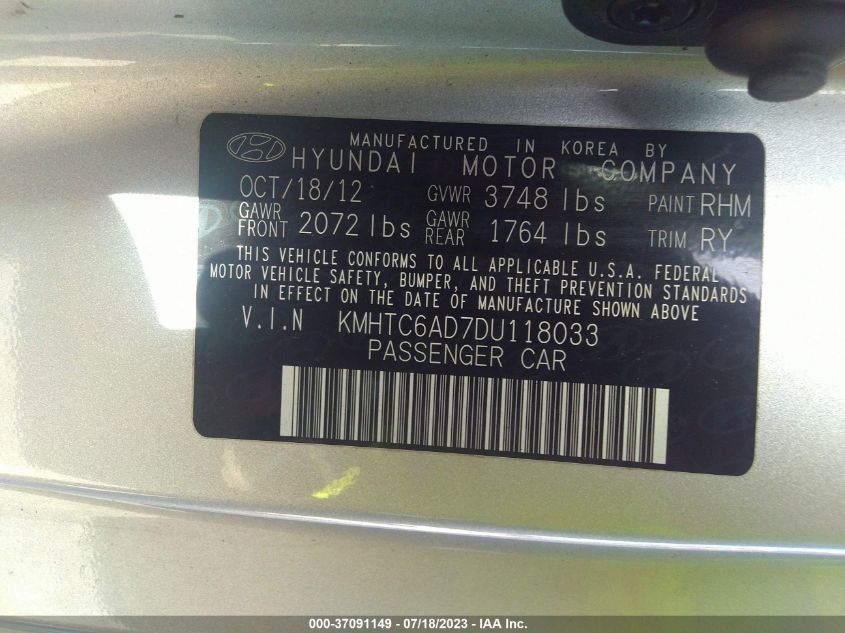 MANUFACTURED IN KOREA BY
HYUNDAI MOTOR COMPANY
OCT/18/12 GVWR 3748 lbs PAINT RHM
GAWR FRONT 2072 lbs GAWR REAR 1764 lbs TRIM RY
THIS VEHICLE CONFORMS TO ALL APPLICABLE U.S.A. FEDERAL
MOTOR VEHICLE SAFETY, BUMPER, AND THEFT PREVENTION STANDARDS
IN EFFECT ON THE DATE OF MANUFACTURE SHOWN ABOVE
V.I.N KMHTC6AD7DU118033
PASSENGER CAR
000-37091149 - 07/18/2023 - IAA Inc.